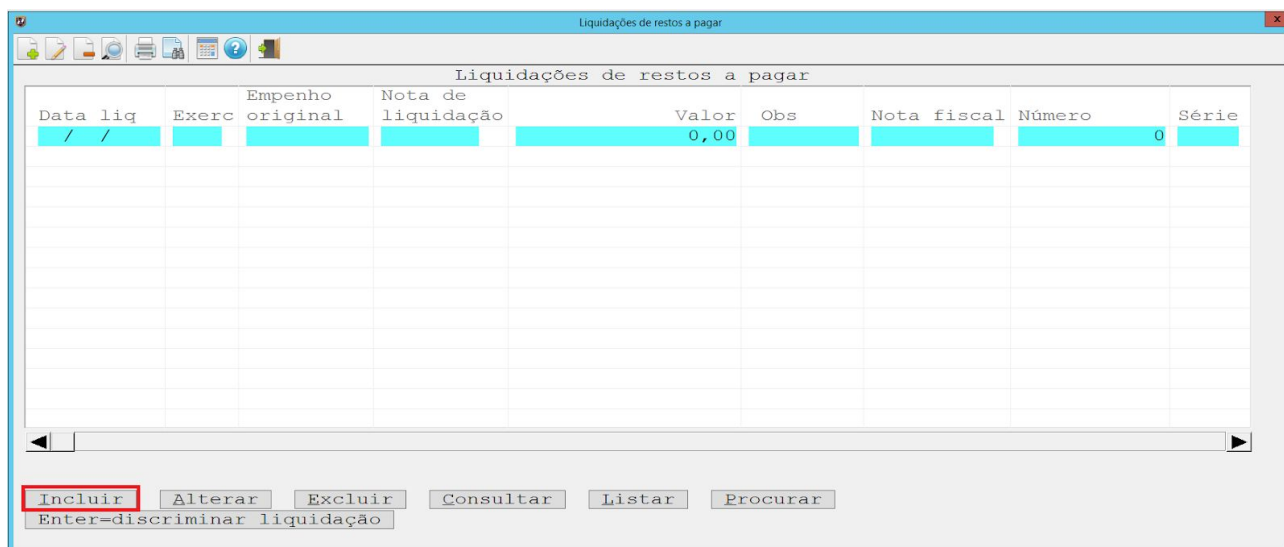 Liquidações de restos a pagar
Liquidações de restos a pagar
Empenho Nota de
Data liq Exerc original liquidação Valor Obs Nota fiscal Número Série
/ / 0,00 0
Incluir Alterar Excluir Consultar Listar Procurar
Enter=discriminar liquidação